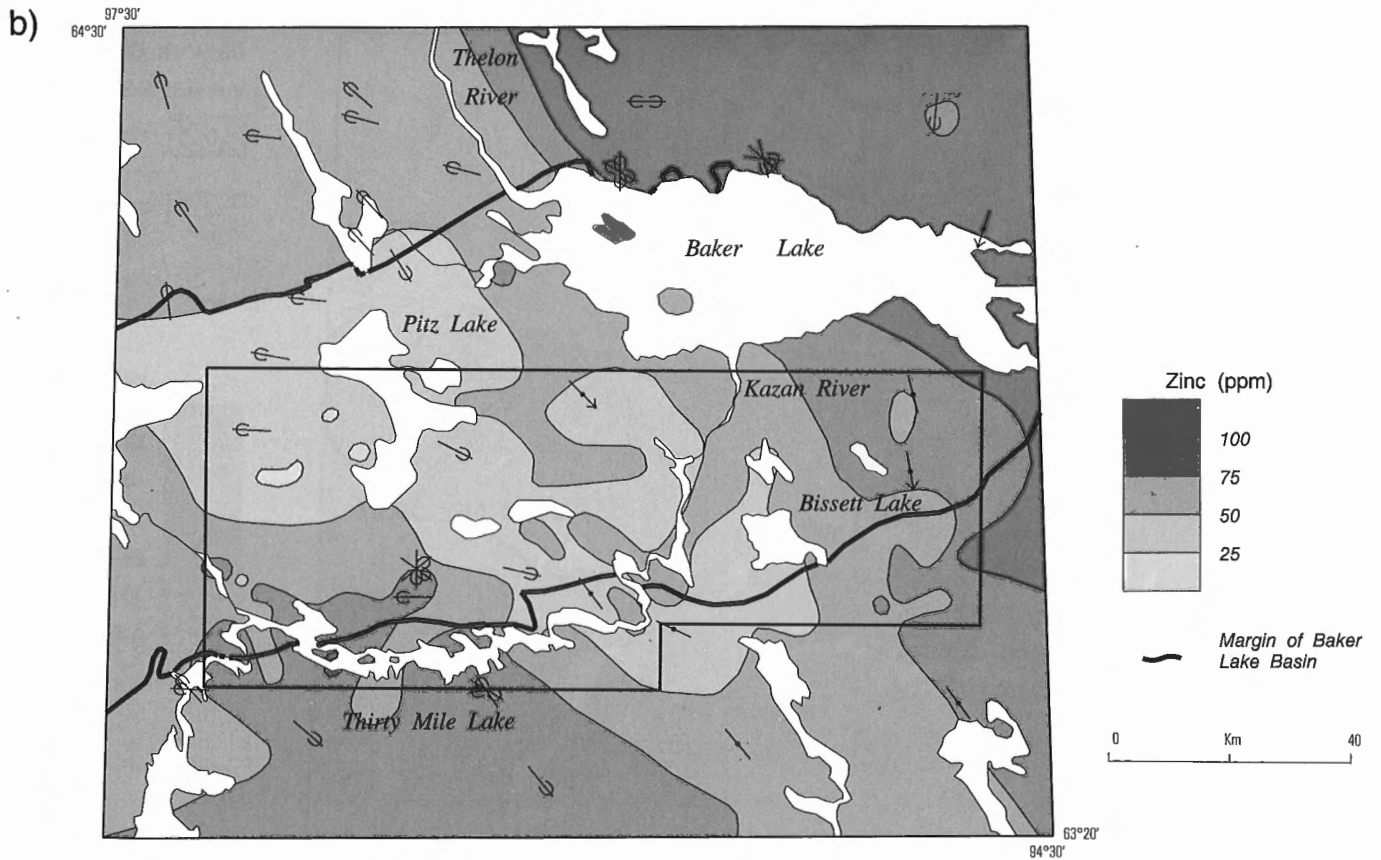 b)
97°30'
64°30'
Thelon
River
Baker Lake
Pitz Lake
Kazan River
Bissett Lake
Thirty Mile Lake
Zinc (ppm)
100
75
50
25
Margin of Baker
Lake Basin
0 Km 40
63°20'
94°30'